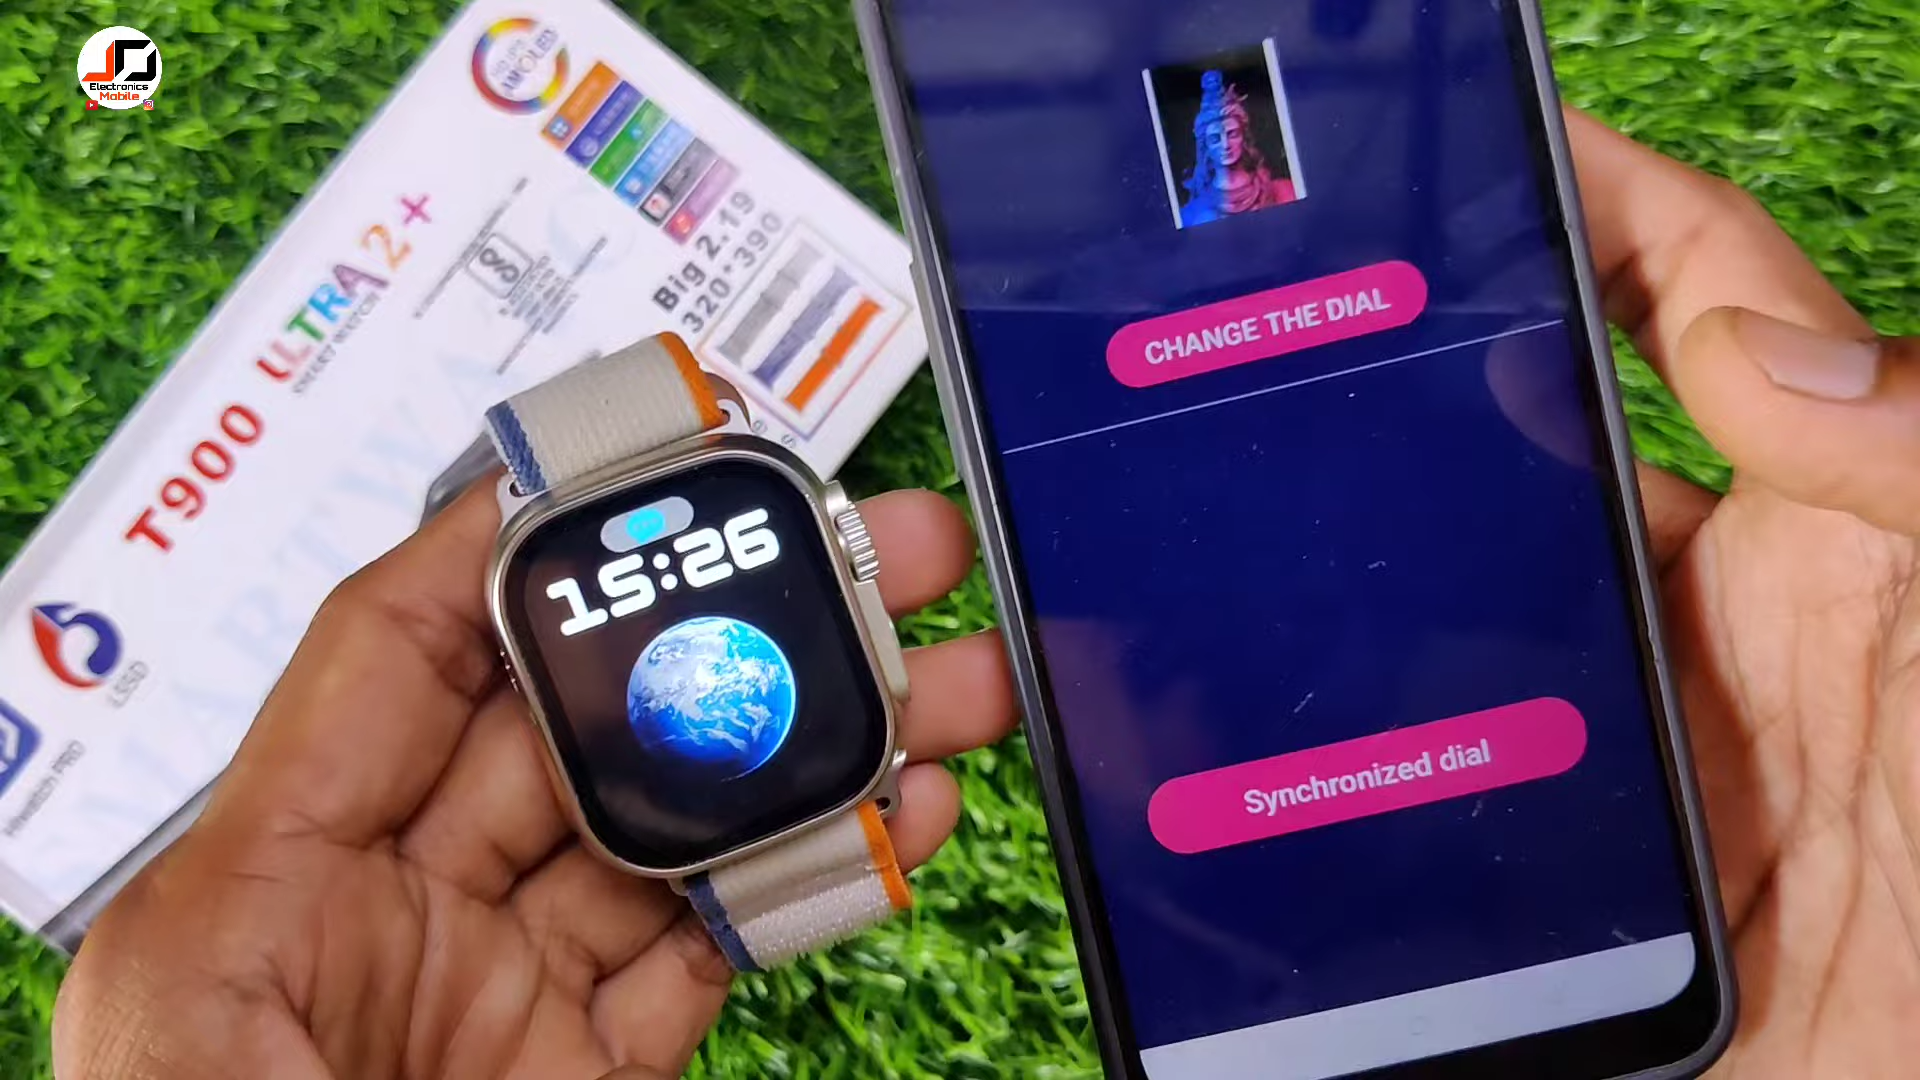 Electronics
Mobile
AMOLED
T900 ULTRA 2+
SMART WATCH
Big 2.19
320*390
15:26
CHANGE THE DIAL
Synchronized dial